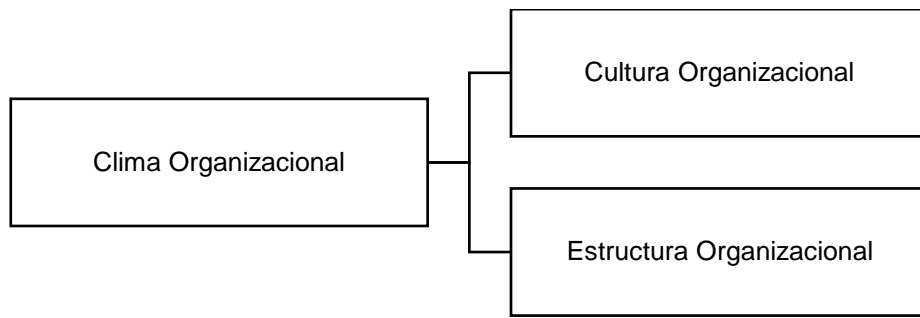 Cultura Organizacional
Clima Organizacional
Estructura Organizacional